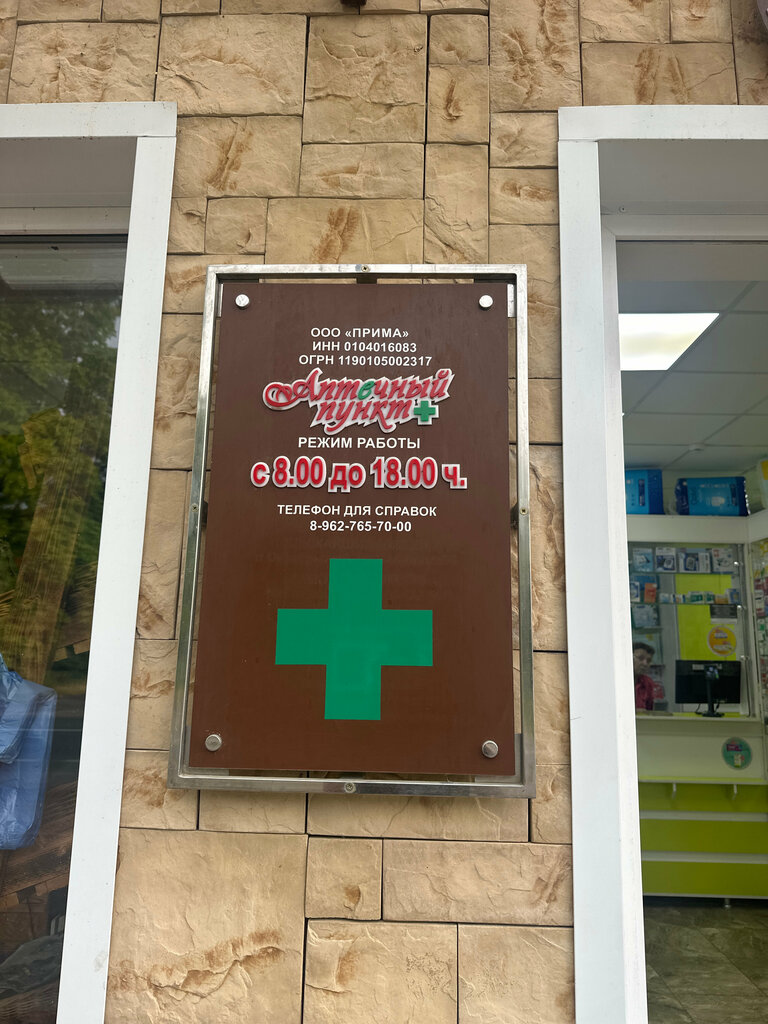 ООО «ПРИМА»
ИНН 0104016083
ОГРН 1190105002317
Аптечный
пункт
РЕЖИМ РАБОТЫ
с 8.00 до 18.00 ч.
ТЕЛЕФОН ДЛЯ СПРАВОК
8-962-765-70-00